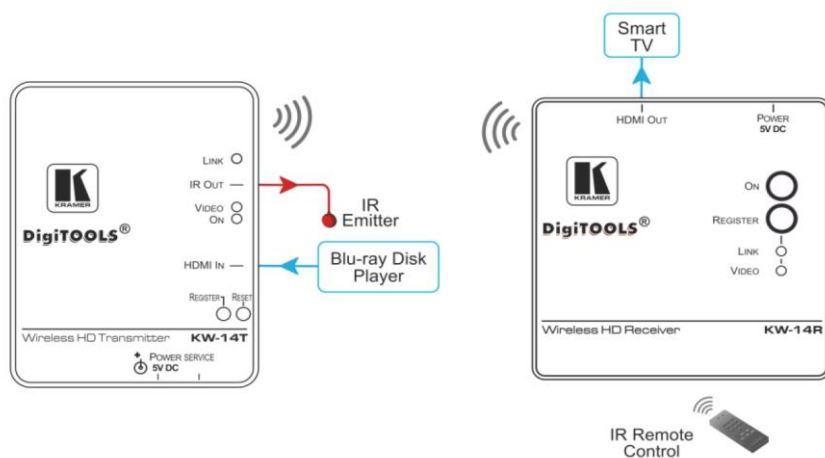 Smart
TV
LINK
IR OUT
VIDEO
ON
HDMI IN
REGISTER
RESET
K
KRAMER
DigiTOOLS®
Wireless HD Transmitter
KW-14T
POWER SERVICE
5V DC
IR
Emitter
Blu-ray Disk
Player
HDMI OUT
POWER
5V DC
K
KRAMER
DigiTOOLS®
ON
REGISTER
LINK
VIDEO
Wireless HD Receiver
KW-14R
IR Remote
Control